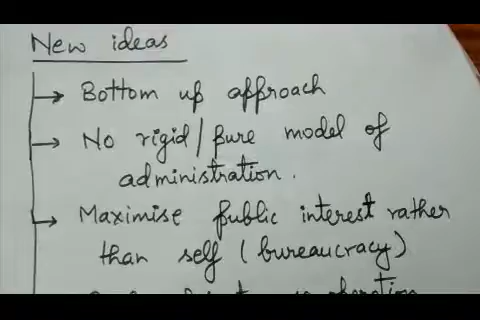 New ideas
→ Bottom up approach
→ No rigid/pure model of
administration.
→ Maximise public interest rather
than self (bureaucracy)